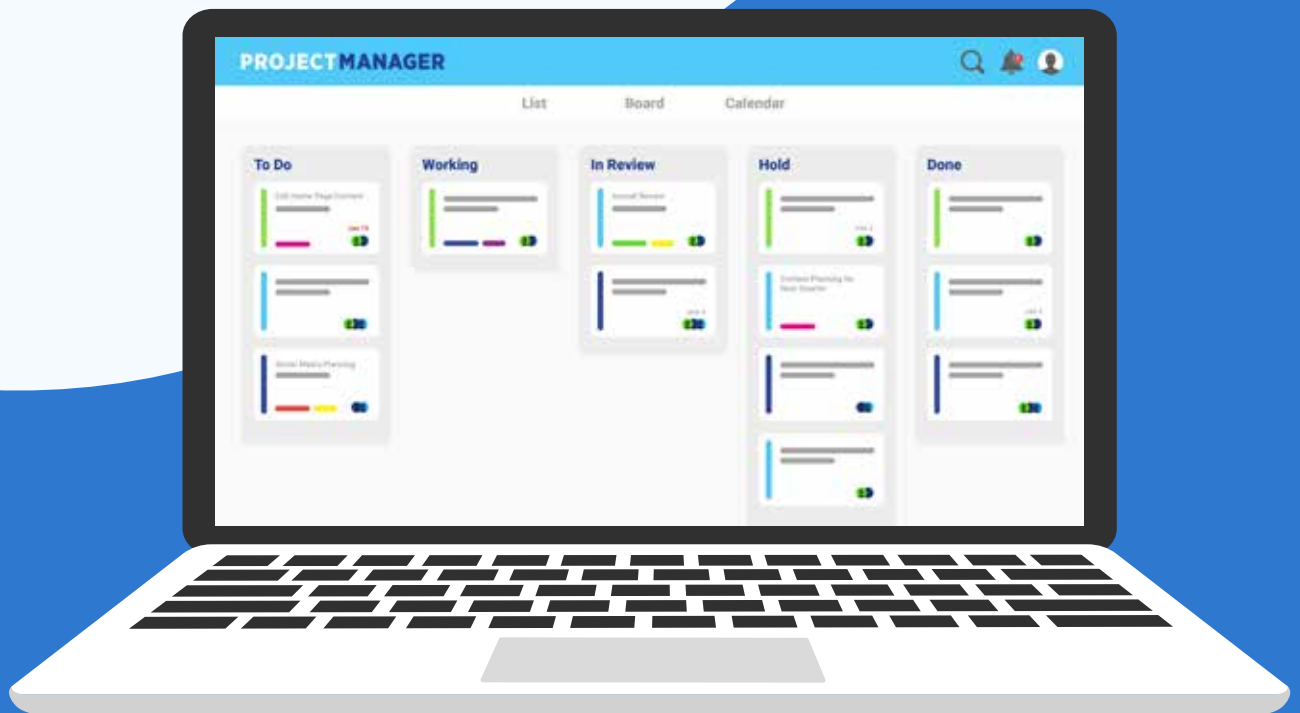 PROJECTMANAGER
List Board Calendar
To Do
Working
In Review
Hold
Done
Edit Home Page Content
Social Media Planning
Annual Review
Content Planning for
Next Quarter